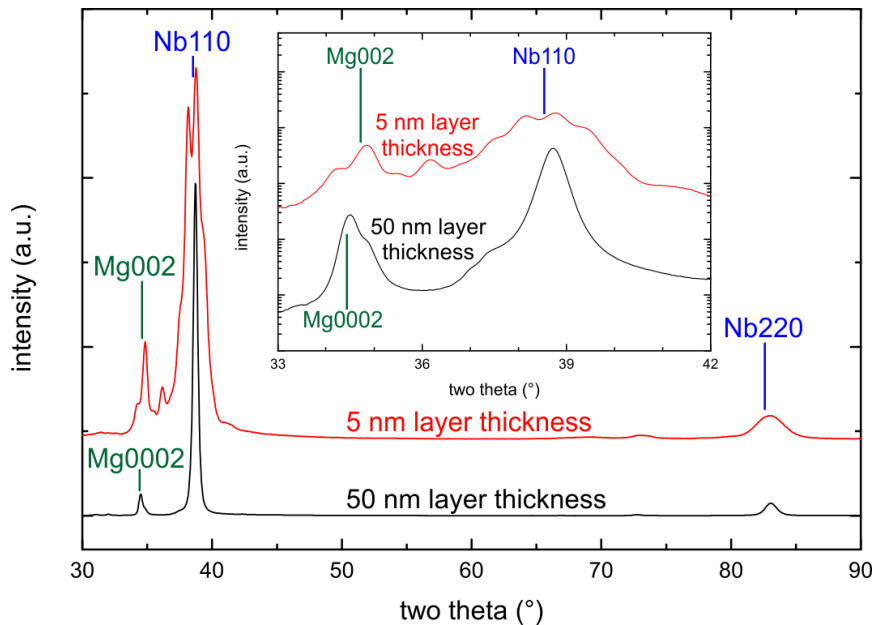 Nb110
Mg002
Nb110
5 nm layer
thickness
50 nm layer
thickness
Mg0002
intensity (a.u.)
33 36 39 42
two theta (°)
Mg002
Nb220
5 nm layer thickness
Mg0002
50 nm layer thickness
intensity (a.u.)
30 40 50 60 70 80 90
two theta (°)